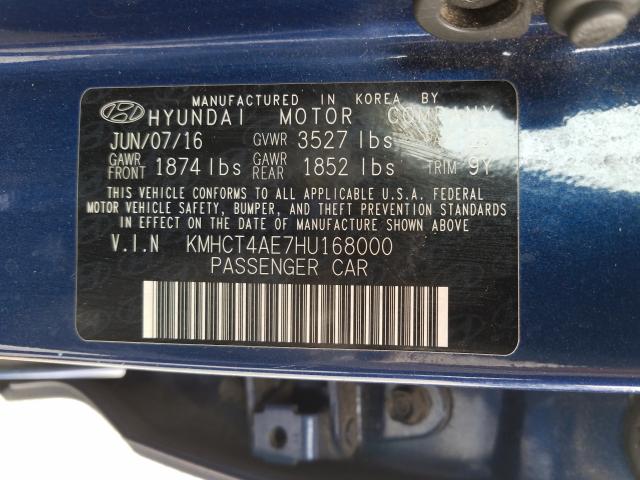 MANUFACTURED IN KOREA BY
HYUNDAI MOTOR COMPANY
JUN/07/16 GVWR 3527 lbs
GAWR FRONT 1874 lbs GAWR REAR 1852 lbs TRIM 9Y
THIS VEHICLE CONFORMS TO ALL APPLICABLE U.S.A. FEDERAL
MOTOR VEHICLE SAFETY, BUMPER, AND THEFT PREVENTION STANDARDS
IN EFFECT ON THE DATE OF MANUFACTURE SHOWN ABOVE
V.I.N KMHCT4AE7HU168000
PASSENGER CAR